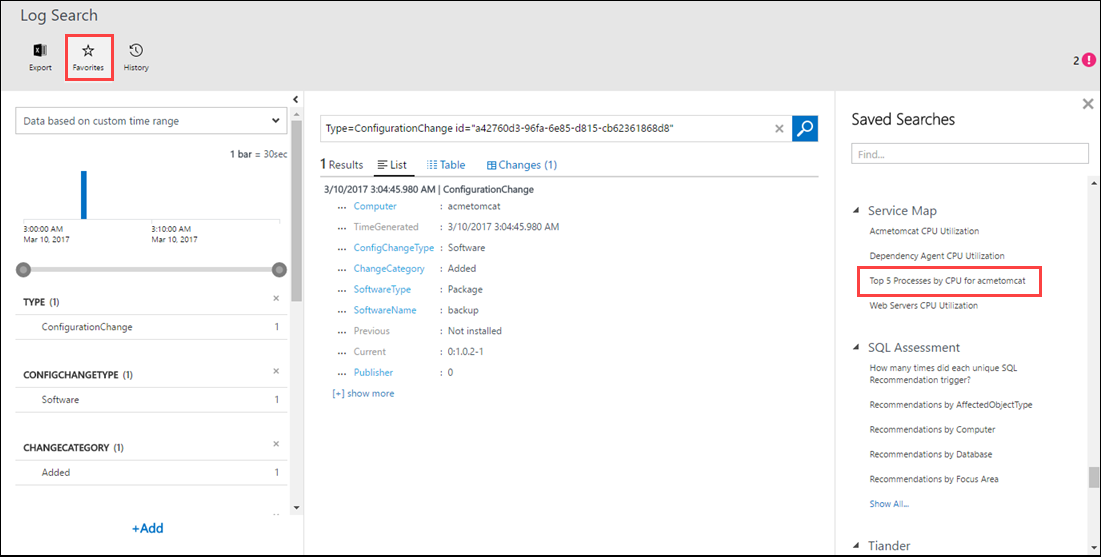 Log Search
Export
Favorites
History
2
Data based on custom time range
1 bar = 30sec
3:00:00 AM
Mar 10, 2017
3:10:00 AM
Mar 10, 2017
TYPE (1)
ConfigurationChange 1
CONFIGCHANGETYPE (1)
Software 1
CHANGECATEGORY (1)
Added 1
+Add
Type=ConfigurationChange id="a42760d3-96fa-6e85-d815-cb62361868d8"
1 Results
List
Table
Changes (1)
3/10/2017 3:04:45.980 AM | ConfigurationChange
... Computer : acmetomcat
... TimeGenerated : 3/10/2017 3:04:45.980 AM
... ConfigChangeType : Software
... ChangeCategory : Added
... SoftwareType : Package
... SoftwareName : backup
... Previous : Not installed
... Current : 0:1.0.2-1
... Publisher : 0
[+] show more
Saved Searches
Find...
Service Map
Acmetomcat CPU Utilization
Dependency Agent CPU Utilization
Top 5 Processes by CPU for acmetomcat
Web Servers CPU Utilization
SQL Assessment
How many times did each unique SQL
Recommendation trigger?
Recommendations by AffectedObjectType
Recommendations by Computer
Recommendations by Database
Recommendations by Focus Area
Show All...
Tiander